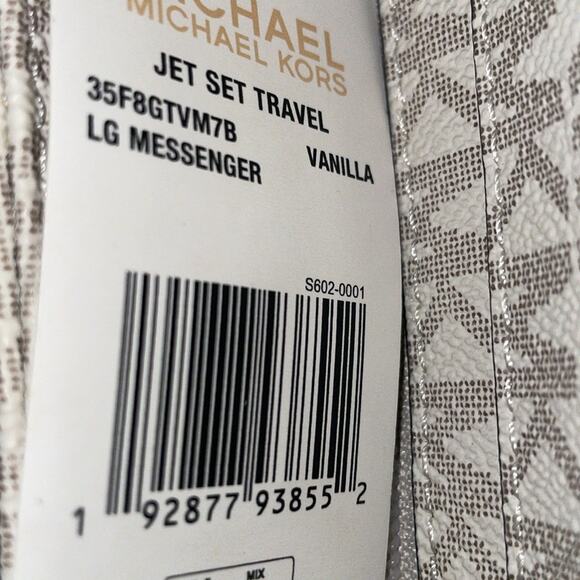 MICHAEL
MICHAEL KORS
JET SET TRAVEL
35F8GTVM7B
LG MESSENGER VANILLA
S602-0001
1 92877 93855 2
MIX